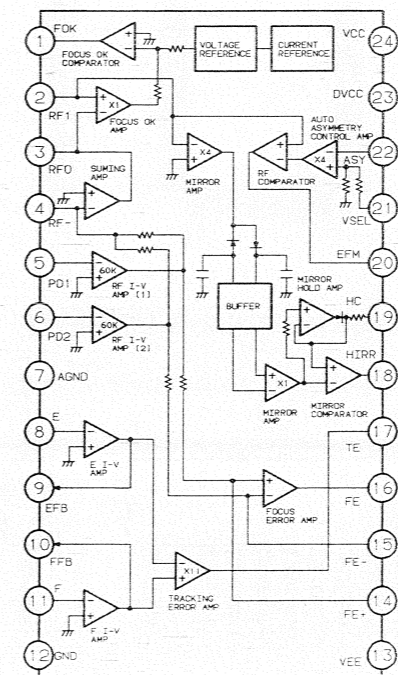 1
FOK
FOCUS OK
COMPARATOR
VOLTAGE
REFERENCE
CURRENT
REFERENCE
VCC
24
2
RF1
X1
FOCUS OK
AMP
DVCC
23
3
RFO
X4
MIRROR
AMP
RF
COMPARATOR
AUTO
ASYMMETRY
CONTROL AMP
X4
ASY
22
SUMING
AMP
4
RF-
VSEL
21
5
PD1
60K
RF I-V
AMP (1)
EFM
20
MIRROR
HOLD AMP
BUFFER
6
PD2
60K
RF I-V
AMP (2)
HC
19
7
AGND
X1
MIRROR
AMP
MIRROR
COMPARATOR
HIRR
18
8
E
E I-V
AMP
TE
17
9
EFB
FOCUS
ERROR AMP
FE
16
10
FFB
FE-
15
11
F
F I-V
AMP
X11
TRACKING
ERROR AMP
FE+
14
12
GND
VEE
13